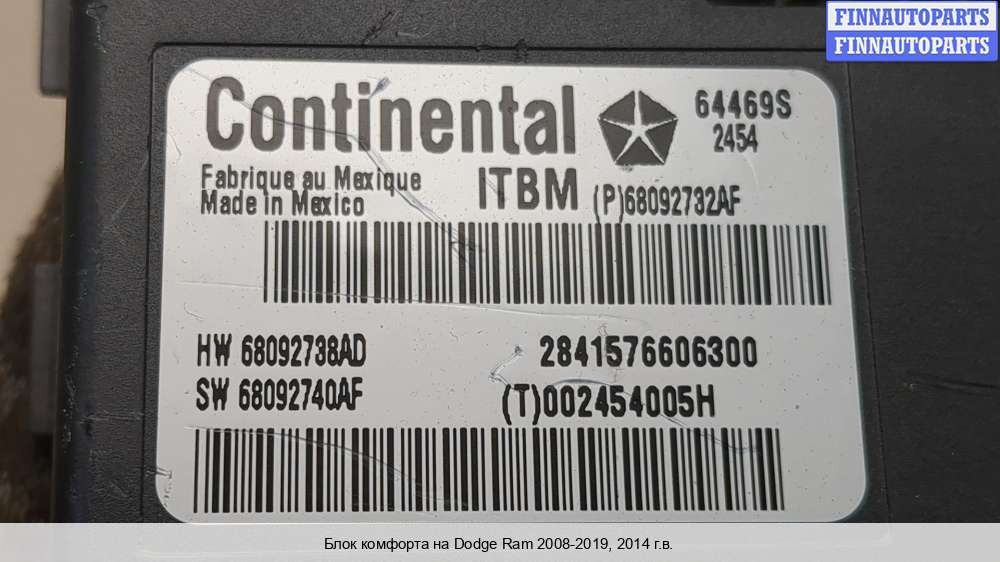 FINNAUTOPARTS
FINNAUTOPARTS
Continental
64469S
2454
Fabrique au Mexique
Made in Mexico
ITBM
(P)68092732AF
HW 68092738AD
2841576606300
SW 68092740AF
(T)002454005H
Блок комфорта на Dodge Ram 2008-2019, 2014 г.в.